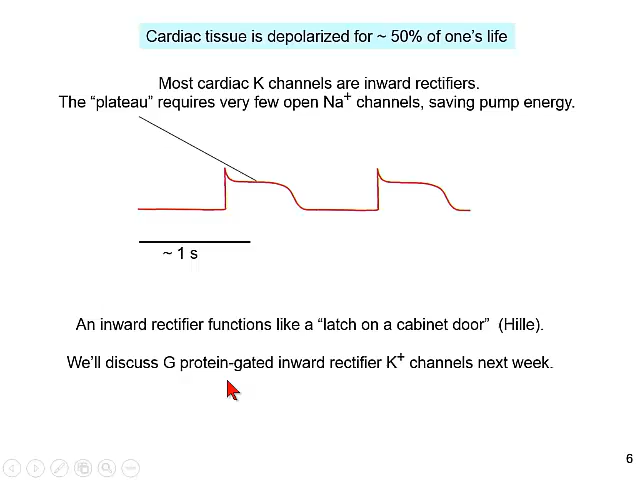 Cardiac tissue is depolarized for ~ 50% of one’s life
Most cardiac K channels are inward rectifiers.
The “plateau” requires very few open Na+ channels, saving pump energy.
~ 1 s
An inward rectifier functions like a “latch on a cabinet door”  (Hille).
We’ll discuss G protein-gated inward rectifier K+ channels next week.
6